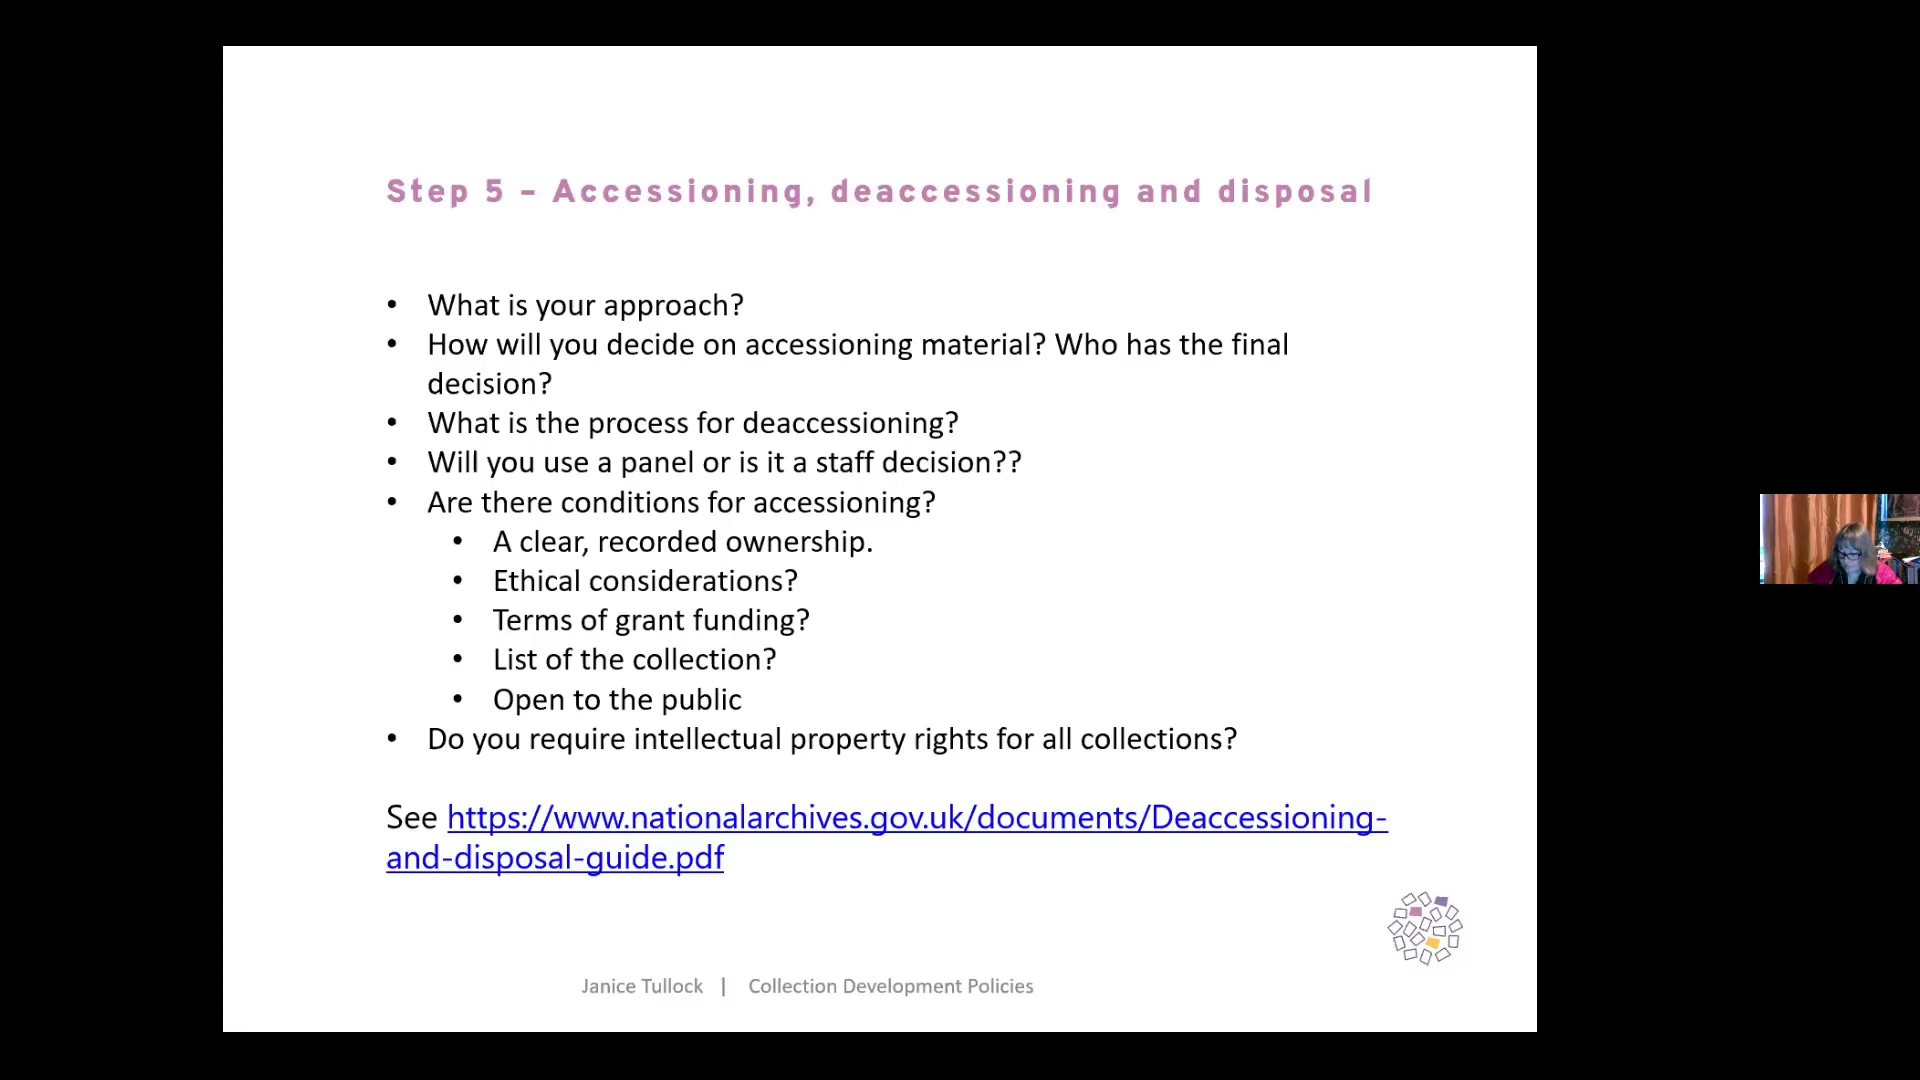 Step 5 – Accessioning, deaccessioning and disposal
• What is your approach?
• How will you decide on accessioning material? Who has the final
decision?
• What is the process for deaccessioning?
• Will you use a panel or is it a staff decision??
• Are there conditions for accessioning?
• A clear, recorded ownership.
• Ethical considerations?
• Terms of grant funding?
• List of the collection?
• Open to the public
• Do you require intellectual property rights for all collections?
See https://www.nationalarchives.gov.uk/documents/Deaccessioning-
and-disposal-guide.pdf
Janice Tullock | Collection Development Policies